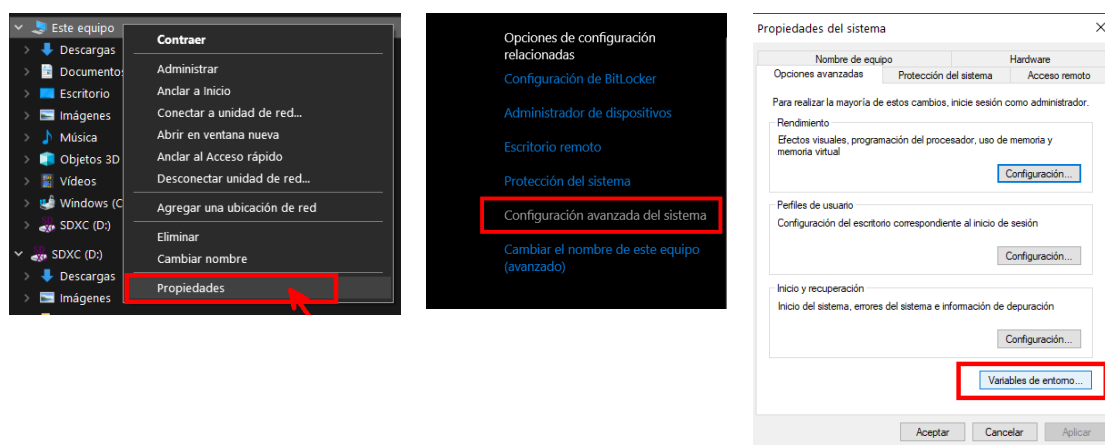 Este equipo
Descargas
Documentos
Escritorio
Imágenes
Música
Objetos 3D
Vídeos
Windows (C
SDXC (D:)
SDXC (D:)
Descargas
Imágenes
Contraer
Administrar
Anclar a Inicio
Conectar a unidad de red...
Abrir en ventana nueva
Anclar al Acceso rápido
Desconectar unidad de red...
Agregar una ubicación de red
Eliminar
Cambiar nombre
Propiedades
Opciones de configuración
relacionadas
Configuración de BitLocker
Administrador de dispositivos
Escritorio remoto
Protección del sistema
Configuración avanzada del sistema
Cambiar el nombre de este equipo
(avanzado)
Propiedades del sistema
Nombre de equipo Hardware
Opciones avanzadas Protección del sistema Acceso remoto
Para realizar la mayoría de estos cambios, inicie sesión como administrador.
Rendimiento
Efectos visuales, programación del procesador, uso de memoria y
memoria virtual
Configuración...
Perfiles de usuario
Configuración del escritorio correspondiente al inicio de sesión
Configuración...
Inicio y recuperación
Inicio del sistema, errores del sistema e información de depuración
Configuración...
Variables de entorno...
Aceptar Cancelar Aplicar